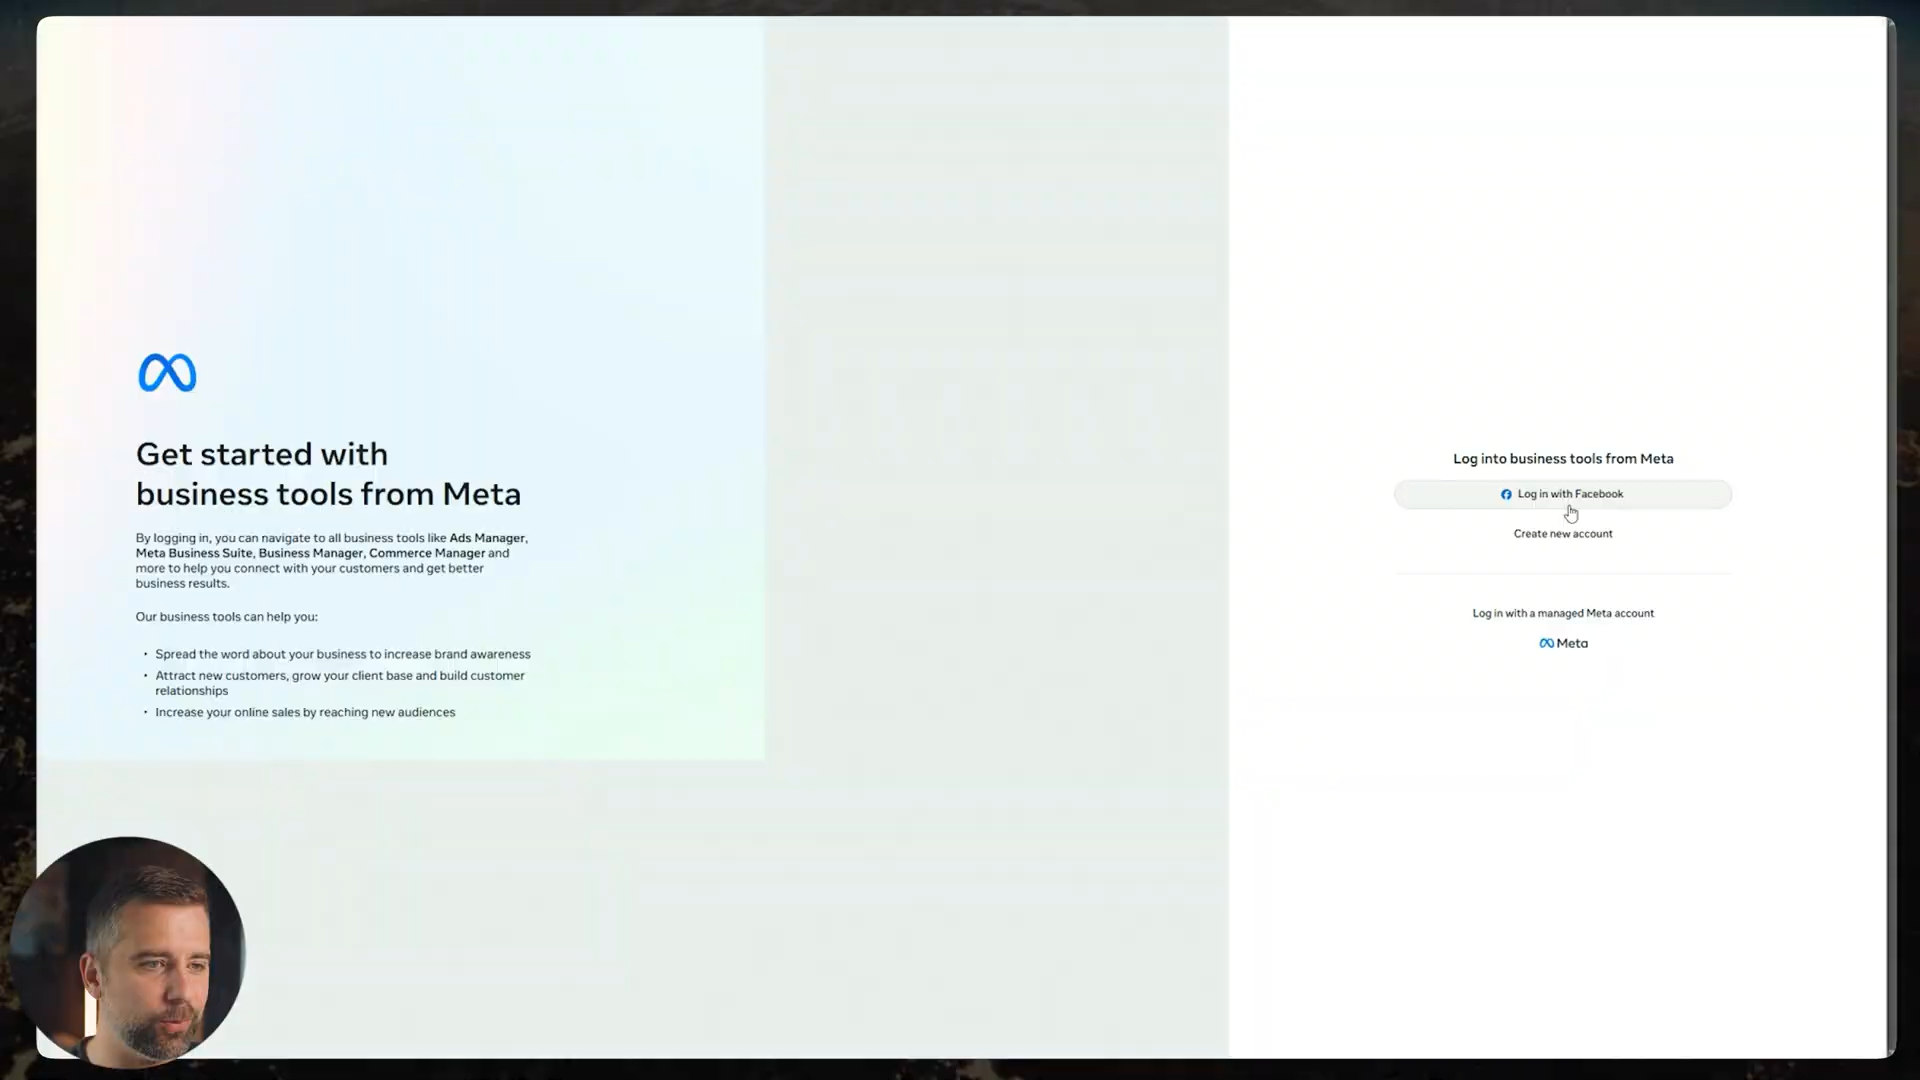 Get started with
business tools from Meta
By logging in, you can navigate to all business tools like Ads Manager,
Meta Business Suite, Business Manager, Commerce Manager and
more to help you connect with your customers and get better
business results.
Our business tools can help you:
• Spread the word about your business to increase brand awareness
• Attract new customers, grow your client base and build customer
relationships
• Increase your online sales by reaching new audiences
Log into business tools from Meta
Log in with Facebook
Create new account
Log in with a managed Meta account
Meta